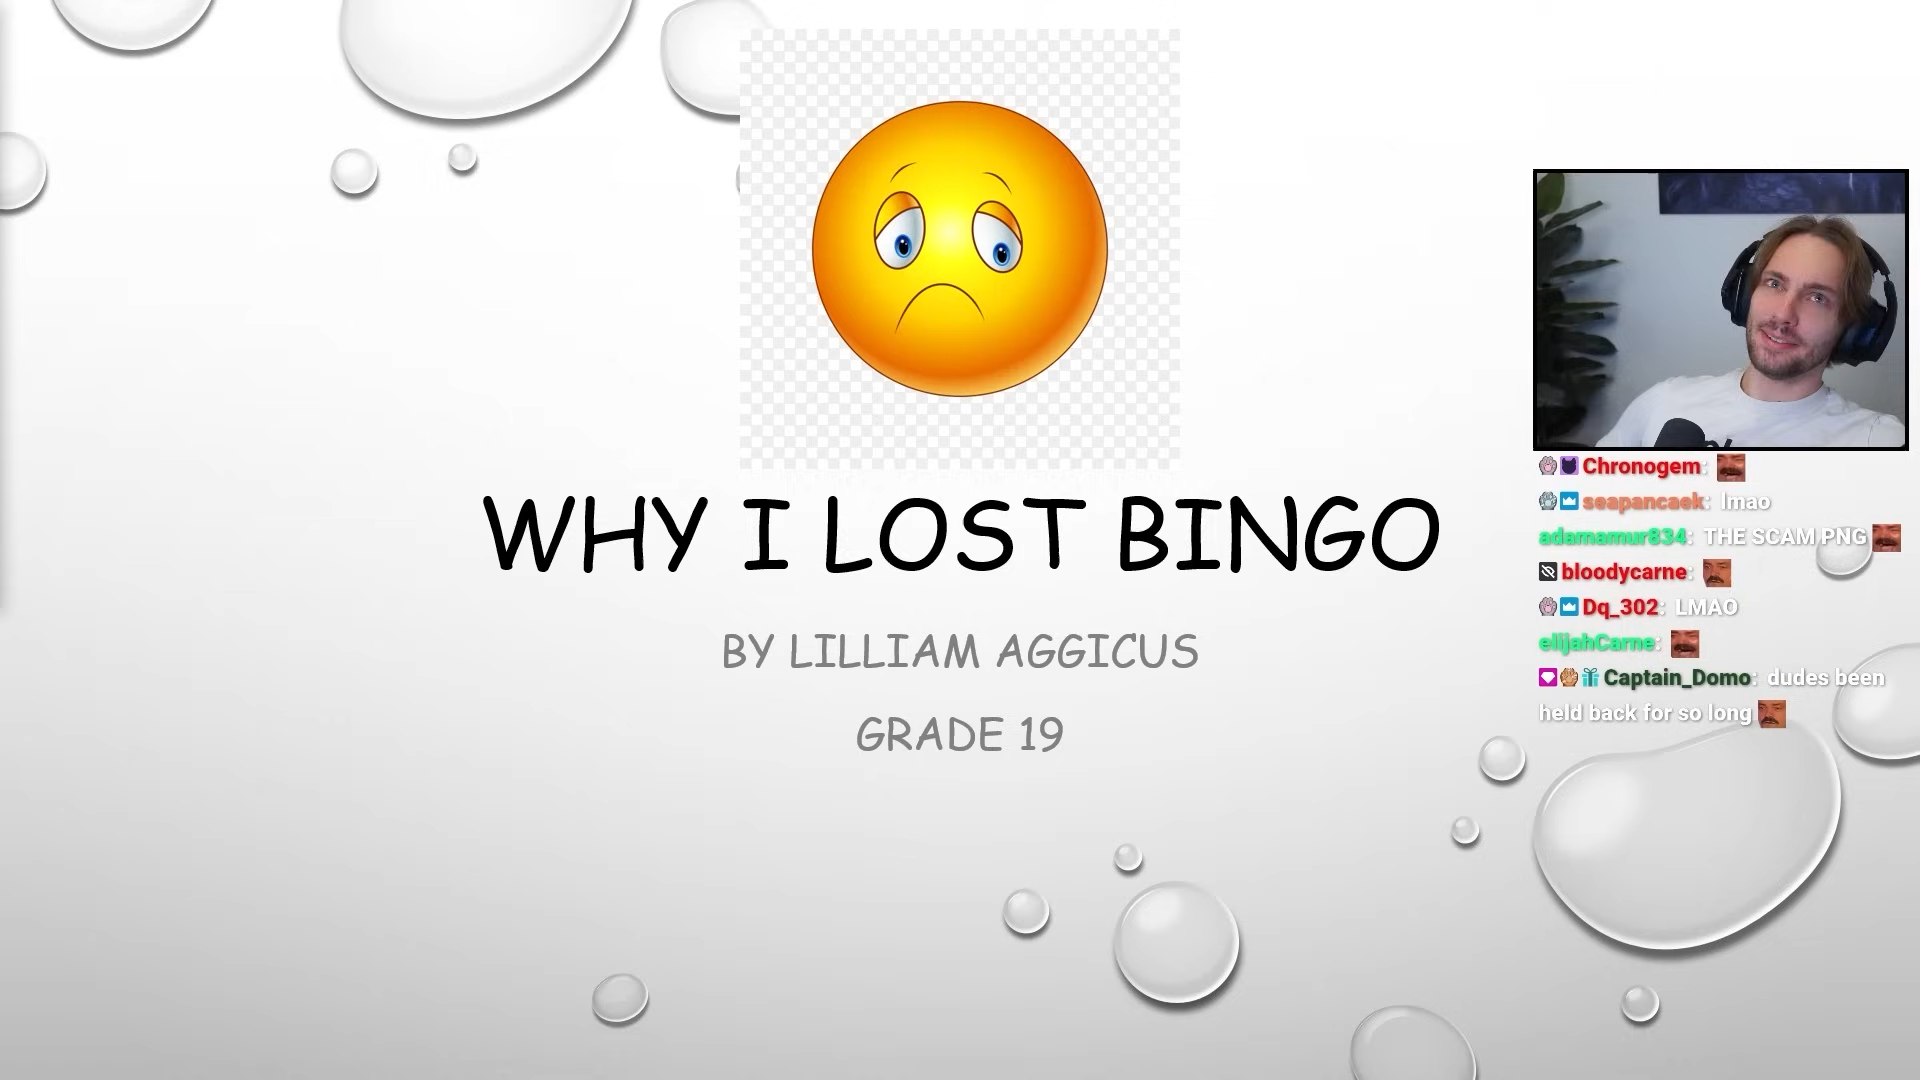 WHY I LOST BINGO
BY LILLIAM AGGICUS
GRADE 19
Chronogem:
seapancaek: lmao
adamamur834: THE SCAM PNG
bloodycarne:
Dq_302: LMAO
elijahCarne:
Captain_Domo: dudes been
held back for so long